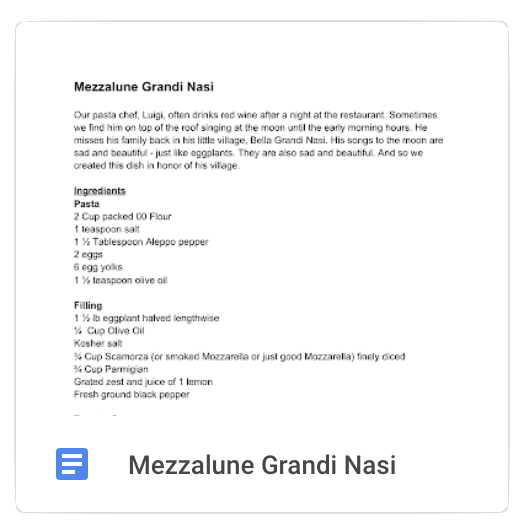 Mezzalune Grandi Nasi
Our pasta chef, Luigi, often drinks red wine after a night at the restaurant. Sometimes
we find him on top of the roof singing at the moon until the early morning hours. He
misses his family back in his little village, Bella Grandi Nasi. His songs to the moon are
sad and beautiful - just like eggplants. They are also sad and beautiful. And so we
created this dish in honor of his village.
Ingredients
Pasta
2 Cup packed 00 Flour
1 teaspoon salt
1 ½ Tablespoon Aleppo pepper
2 eggs
6 egg yolks
1 ½ teaspoon olive oil
Filling
1 ½ lb eggplant halved lengthwise
¼ Cup Olive Oil
Kosher salt
¾ Cup Scamorza (or smoked Mozzarella or just good Mozzarella) finely diced
¾ Cup Parmigian
Grated zest and juice of 1 lemon
Fresh ground black pepper
Mezzalune Grandi Nasi